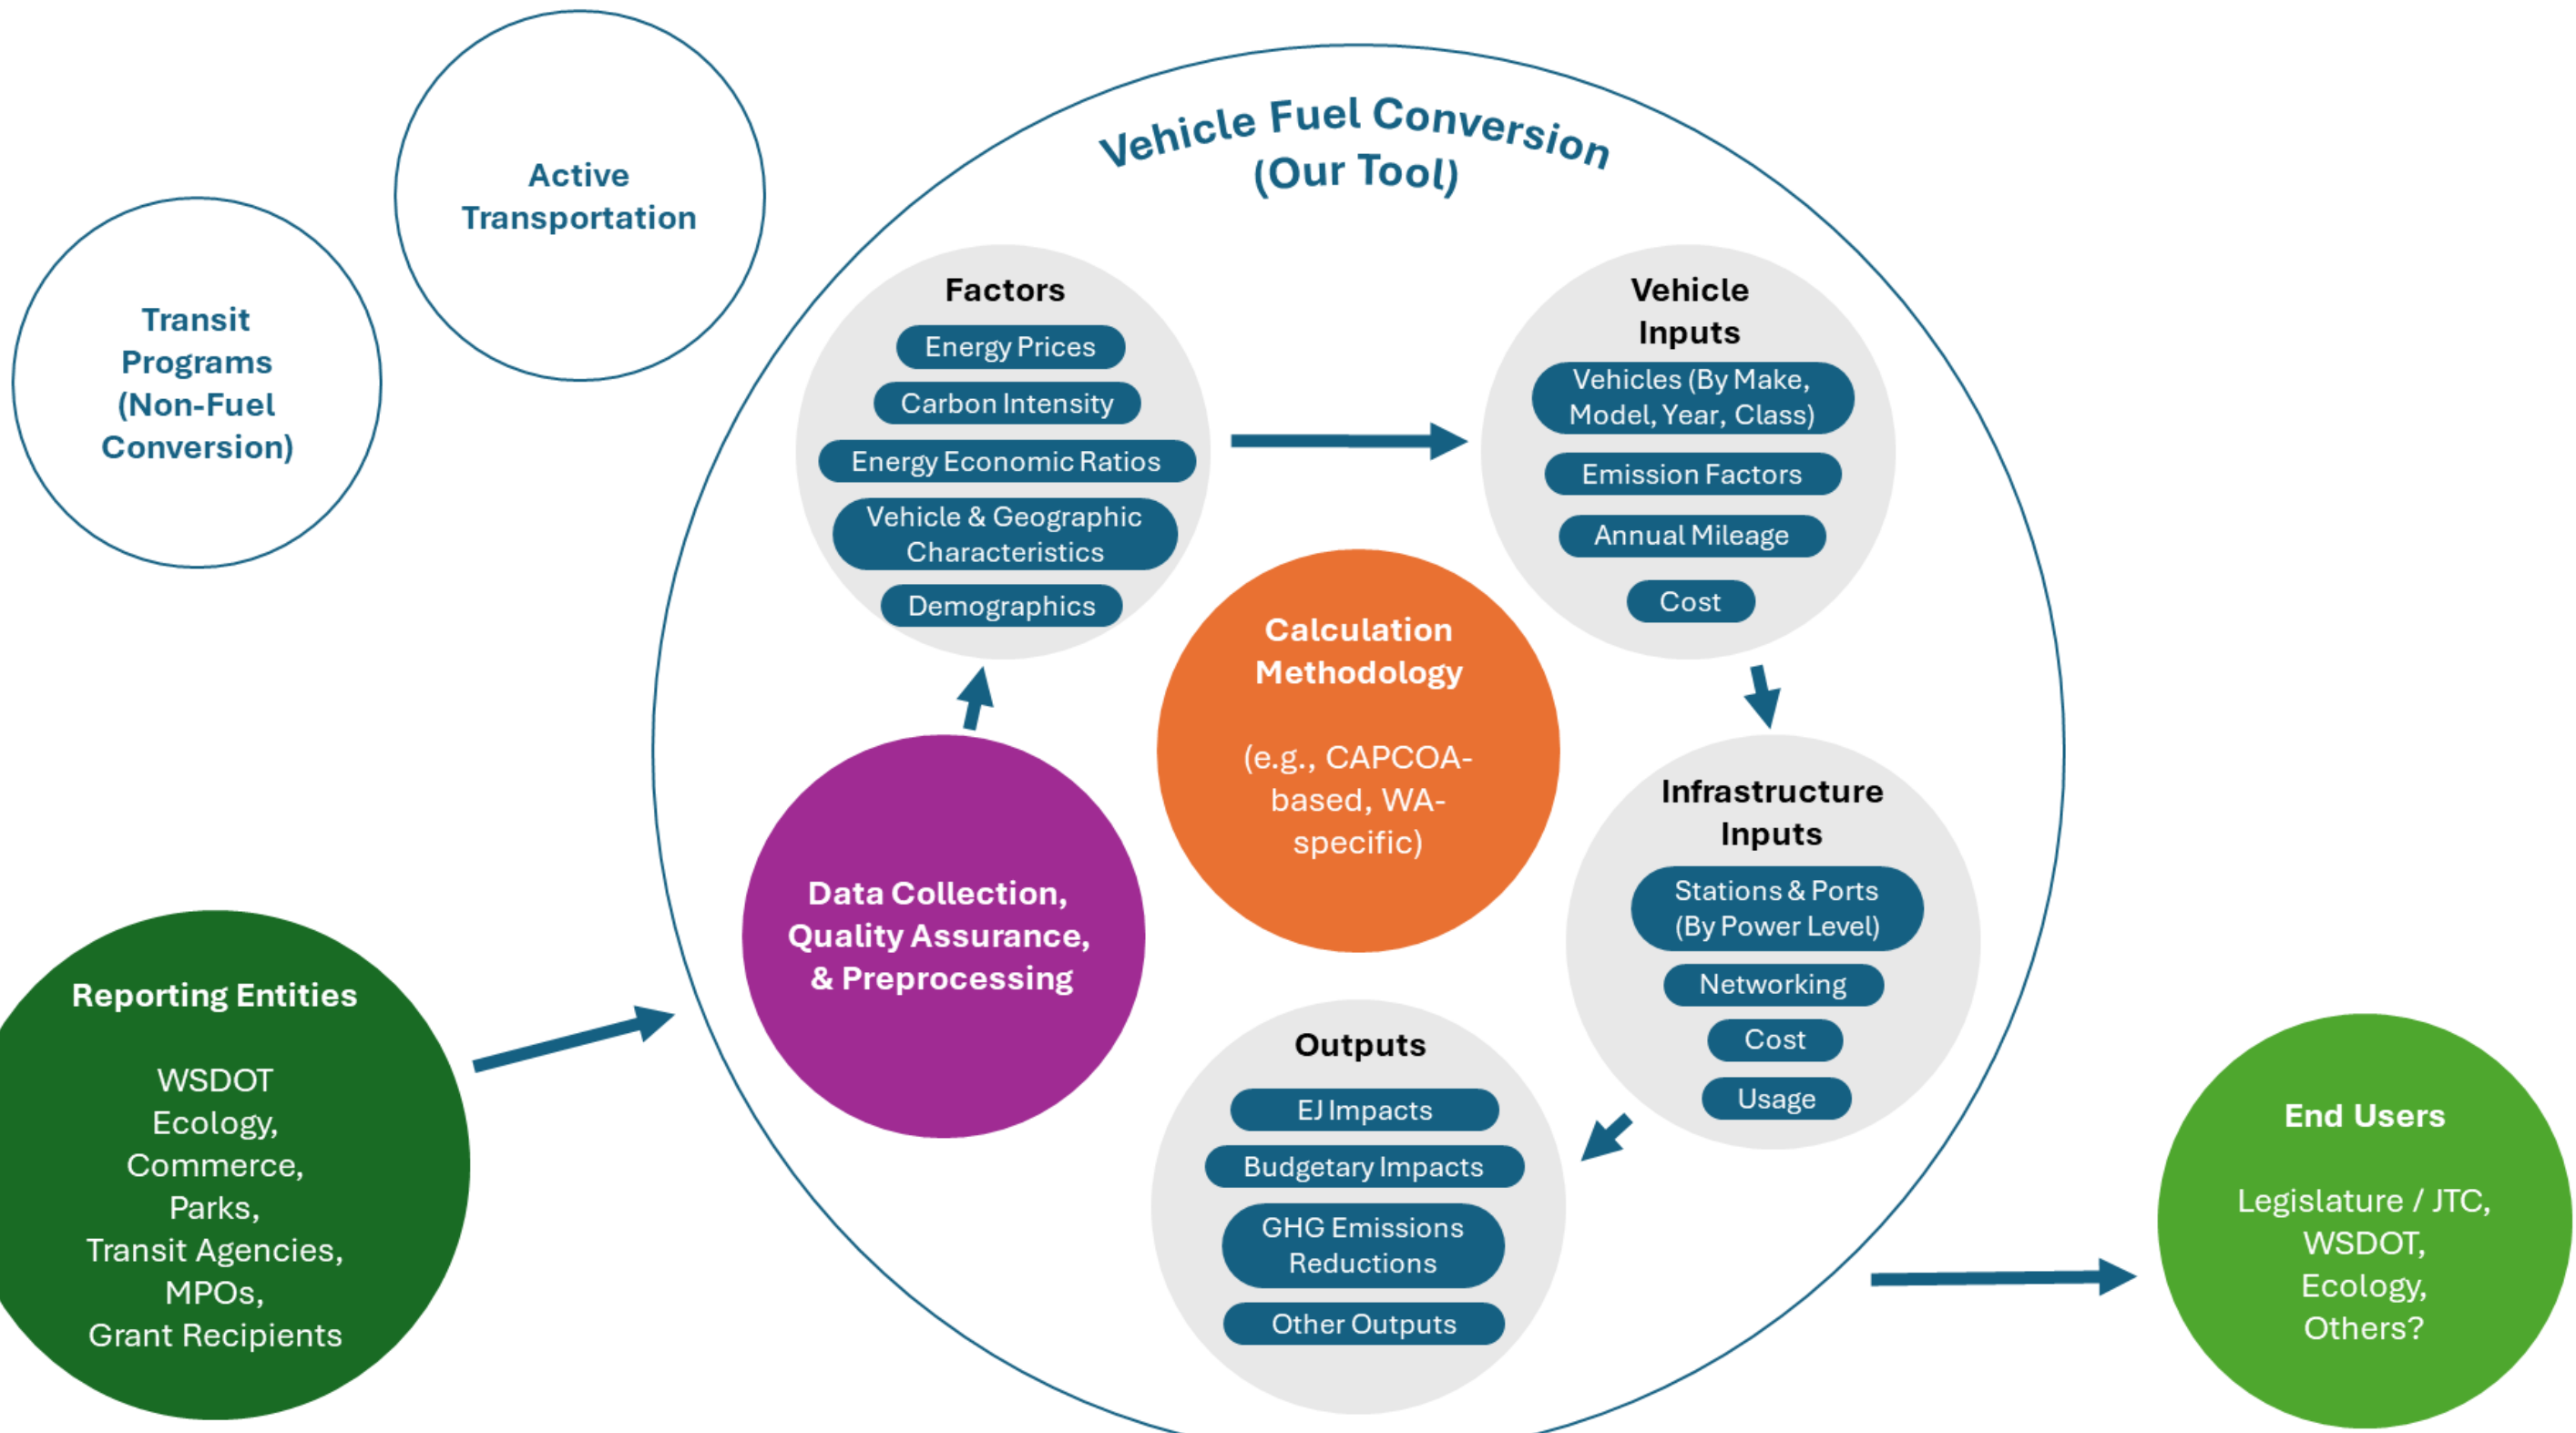 Active
Transportation
Transit
Programs
(Non-Fuel
Conversion)
Vehicle Fuel Conversion
(Our Tool)
Factors
Energy Prices
Carbon Intensity
Energy Economic Ratios
Vehicle & Geographic
Characteristics
Demographics
Vehicle
Inputs
Vehicles (By Make,
Model, Year, Class)
Emission Factors
Annual Mileage
Cost
Calculation
Methodology
(e.g., CAPCOA-
based, WA-
specific)
Data Collection,
Quality Assurance,
& Preprocessing
Infrastructure
Inputs
Stations & Ports
(By Power Level)
Networking
Cost
Usage
Outputs
EJ Impacts
Budgetary Impacts
GHG Emissions
Reductions
Other Outputs
Reporting Entities
WSDOT
Ecology,
Commerce,
Parks,
Transit Agencies,
MPOs,
Grant Recipients
End Users
Legislature / JTC,
WSDOT,
Ecology,
Others?